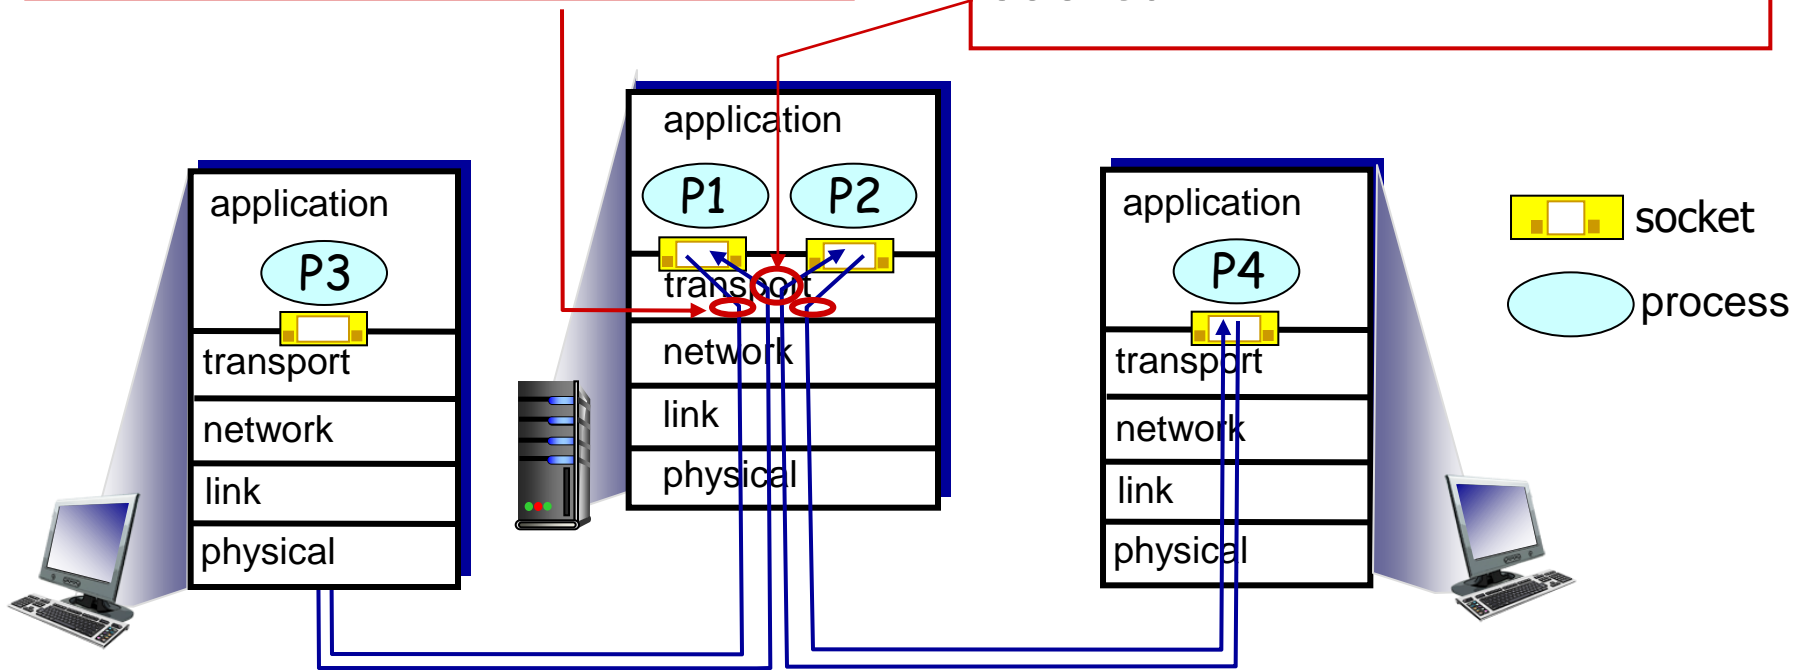 application
P1 P2
transport
network
link
physical
application
P3
transport
network
link
physical
application
P4
transport
network
link
physical
socket
process